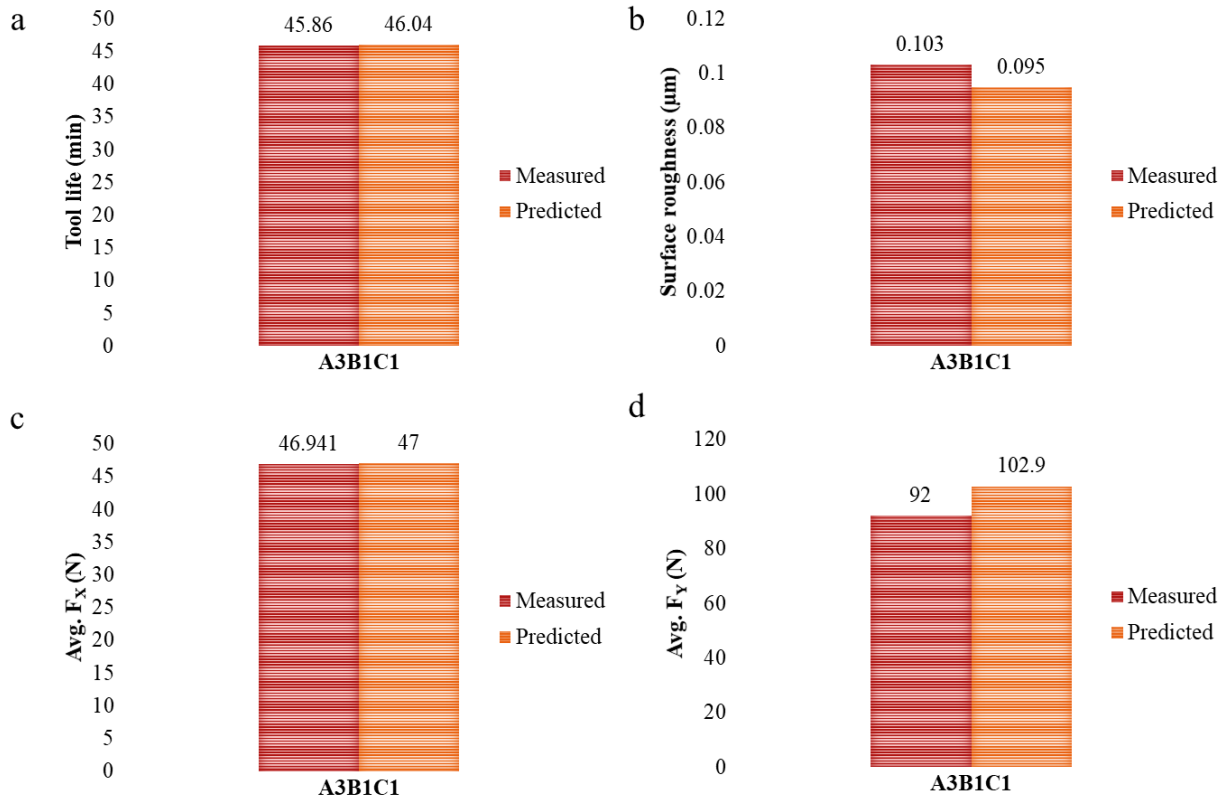 a
50
45
40
35
30
25
20
15
10
5
0
Tool life (min)
45.86 46.04
A3B1C1
Measured
Predicted
b
0.12
0.1
0.08
0.06
0.04
0.02
0
Surface roughness (µm)
0.103
0.095
A3B1C1
Measured
Predicted
c
50
45
40
35
30
25
20
15
10
5
0
Avg. FX (N)
46.941 47
A3B1C1
Measured
Predicted
d
120
100
80
60
40
20
0
Avg. FY (N)
92
102.9
A3B1C1
Measured
Predicted